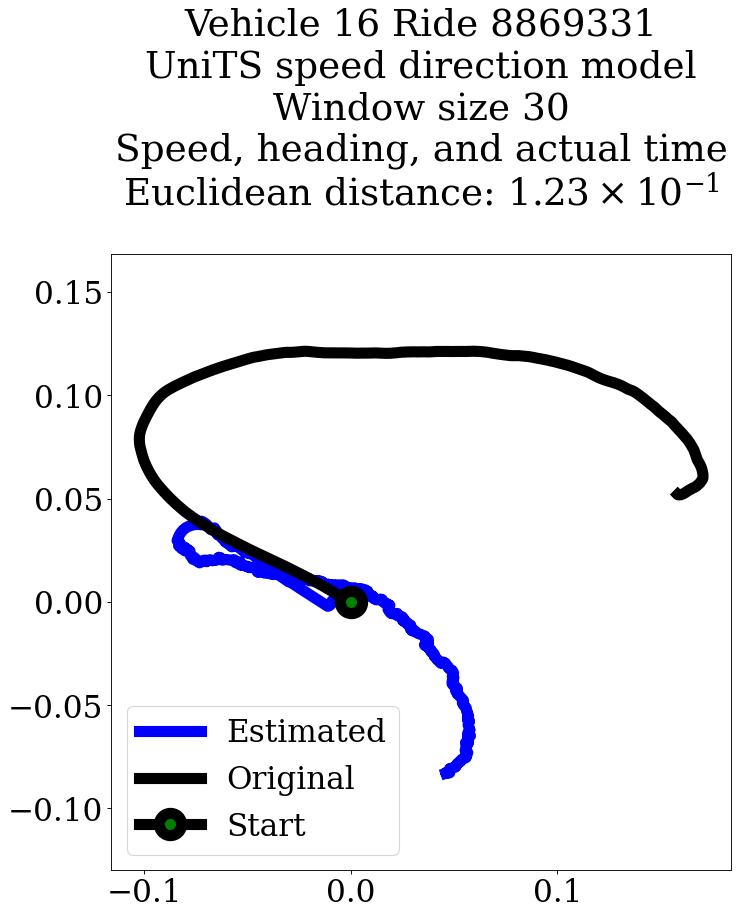 Vehicle 16 Ride 8869331
UniTS speed direction model
Window size 30
Speed, heading, and actual time
Euclidean distance: $1.23 \times 10^{-1}$
0.15
0.10
0.05
0.00
−0.05
−0.10
Estimated
Original
Start
−0.1
0.0
0.1